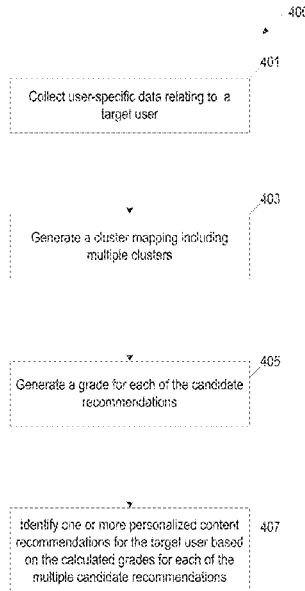 400
401
Collect user-specific data relating to a
target user
403
Generate a cluster mapping including
multiple clusters
405
Generate a grade for each of the candidate
recommendations
407
Identify one or more personalized content
recommendations for the target user based
on the calculated grades for each of the
multiple candidate recommendations